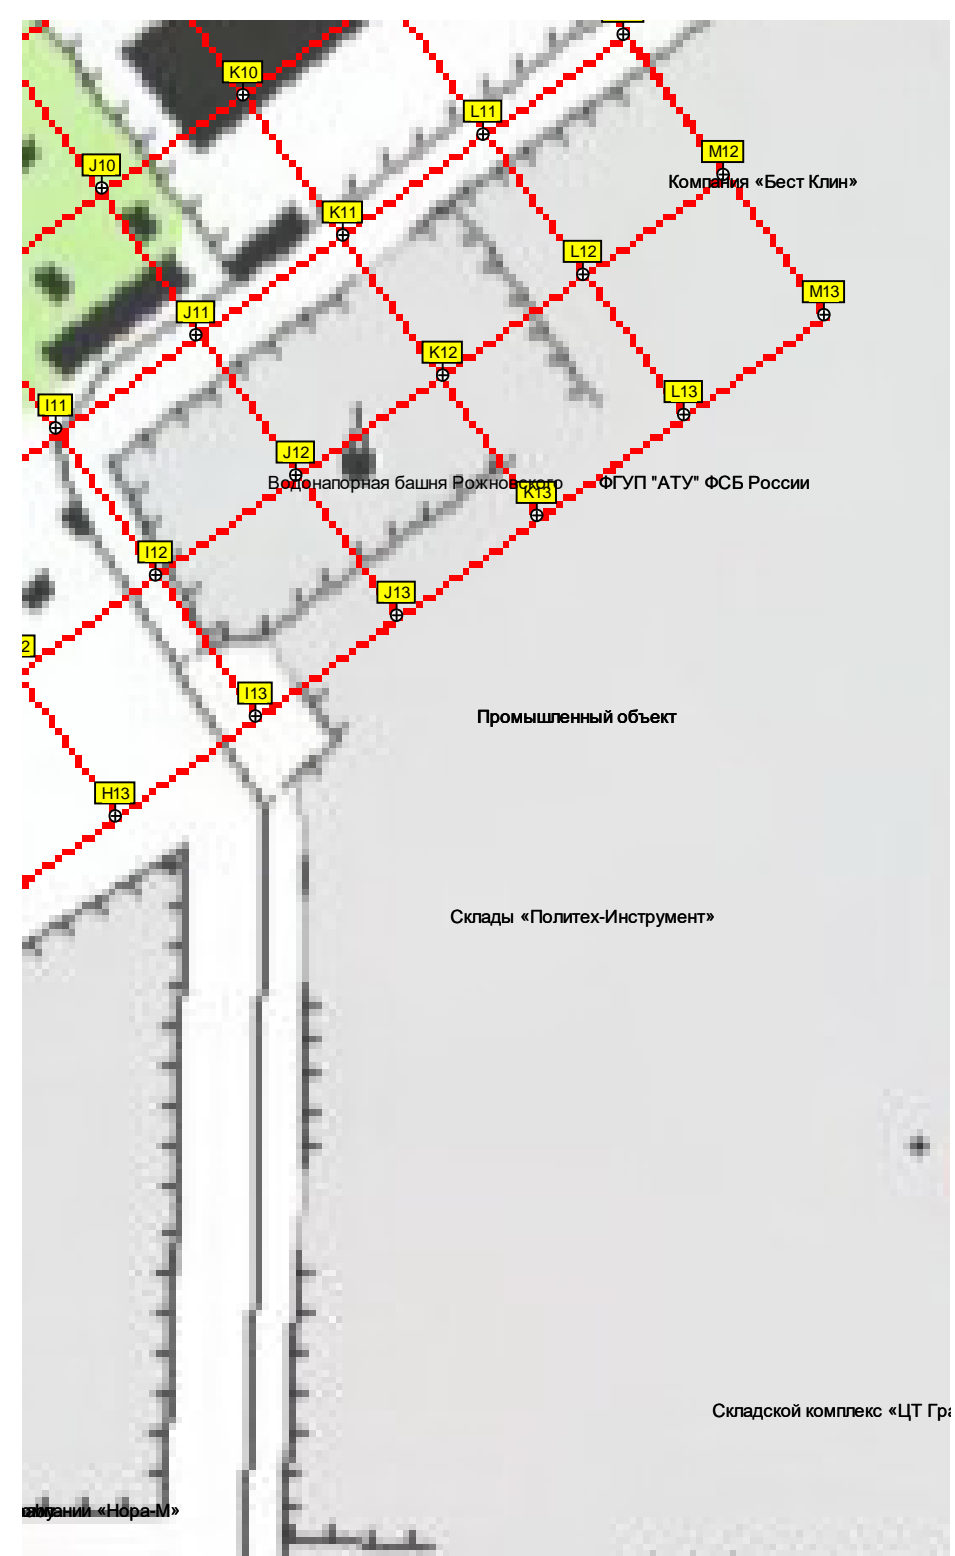 K10
L11
M12
J10
Компания «Бест Клин»
K11
L12
M13
J11
K12
L13
I11
J12
Водонапорная башня Рожновского
ФГУП "АТУ" ФСБ России
K13
I12
J13
2
I13
Промышленный объект
H13
Склады «Политех-Инструмент»
Складской комплекс «ЦТ Гра
«Нора-М»